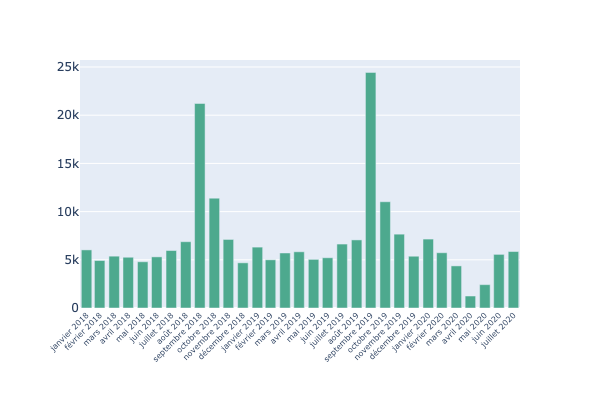 25k
20k
15k
10k
5k
0
janvier 2018
février 2018
mars 2018
avril 2018
mai 2018
juin 2018
juillet 2018
août 2018
septembre 2018
octobre 2018
novembre 2018
décembre 2018
janvier 2019
février 2019
mars 2019
avril 2019
mai 2019
juin 2019
juillet 2019
août 2019
septembre 2019
octobre 2019
novembre 2019
décembre 2019
janvier 2020
février 2020
mars 2020
avril 2020
mai 2020
juin 2020
juillet 2020